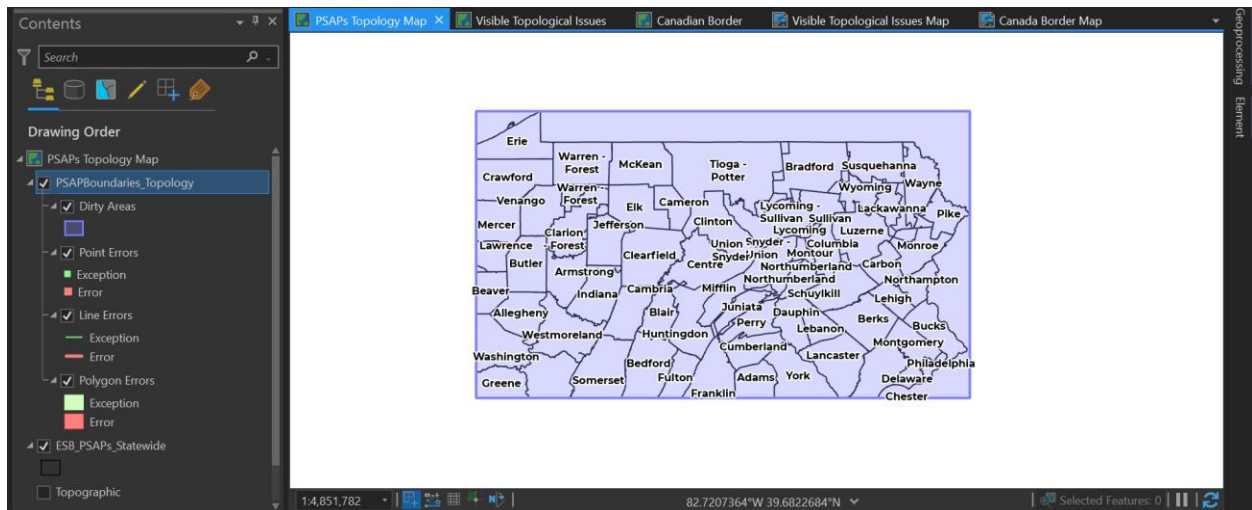 Contents
Search
Drawing Order
PSAPs Topology Map
PSAPBoundaries_Topology
Dirty Areas
Point Errors
Exception
Error
Line Errors
Exception
Error
Polygon Errors
Exception
Error
ESB_PSAPs_Statewide
Topographic
PSAPs Topology Map
Visible Topological Issues
Canadian Border
Visible Topological Issues Map
Canada Border Map
Erie
Warren -
Forest
McKean
Tioga -
Potter
Bradford
Susquehanna
Crawford
Wyoming
Wayne
Warren -
Forest
Venango
Elk
Cameron
Lycoming -
Sullivan
Sullivan
Lycoming
Lackawanna
Pike
Mercer
Clarion
- Forest
Jefferson
Clinton
Luzerne
Lawrence
Union
Snyder -
Union
Snyder
Columbia
Montour
Monroe
Butler
Clearfield
Centre
Northumberland
Carbon
Armstrong
Northumberland
Northampton
Beaver
Indiana
Cambria
Mifflin
Schuylkill
Lehigh
Allegheny
Blair
Juniata
Dauphin
Berks
Bucks
Westmoreland
Huntingdon
Perry
Lebanon
Montgomery
Cumberland
Lancaster
Washington
Bedford
Philadelphia
Greene
Somerset
Fulton
Adams
York
Delaware
Franklin
Chester
1:4,851,782
82.7207364°W 39.6822684°N
Selected Features: 0
Geoprocessing
Element